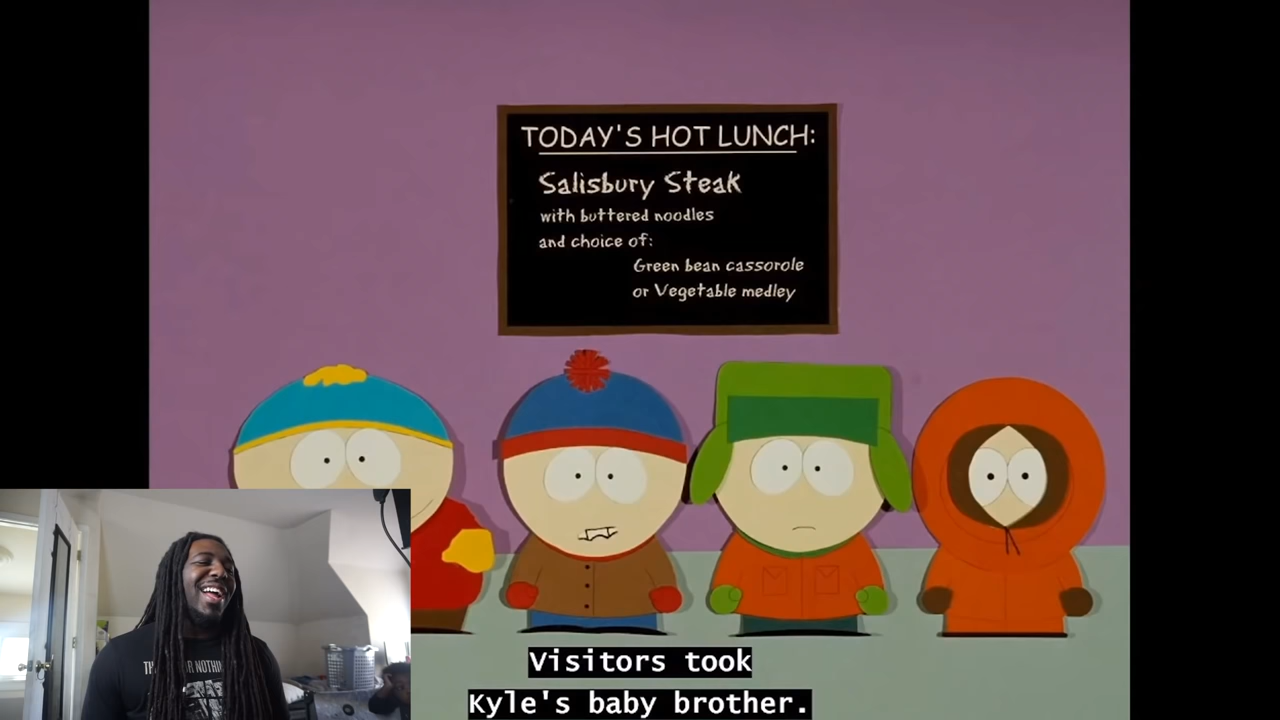 TODAY'S HOT LUNCH:
Salisbury Steak
with buttered noodles
and choice of:
Green bean cassorole
or Vegetable medley
Visitors took
Kyle's baby brother.